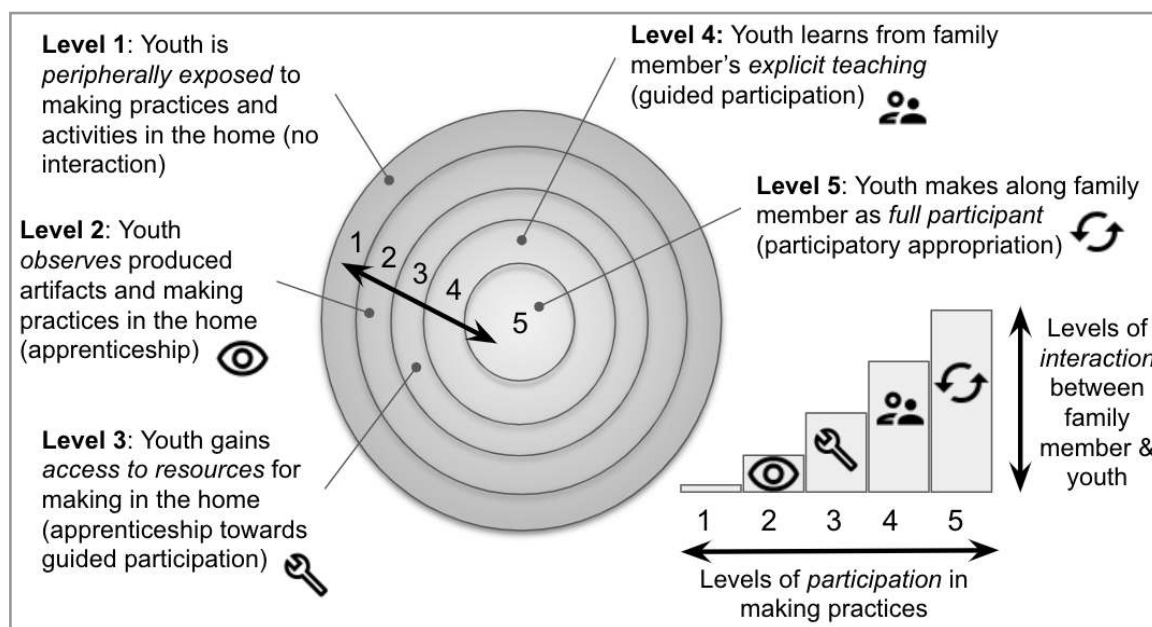 Level 1: Youth is
peripherally exposed to
making practices and
activities in the home (no
interaction)
Level 2: Youth
observes produced
artifacts and making
practices in the home
(apprenticeship)
Level 3: Youth gains
access to resources for
making in the home
(apprenticeship towards
guided participation)
1
2
3
4
5
Level 4: Youth learns from family
member's explicit teaching
(guided participation)
Level 5: Youth makes along family
member as full participant
(participatory appropriation)
Levels of
interaction
between
family
member &
youth
1 2 3 4 5
Levels of participation in
making practices